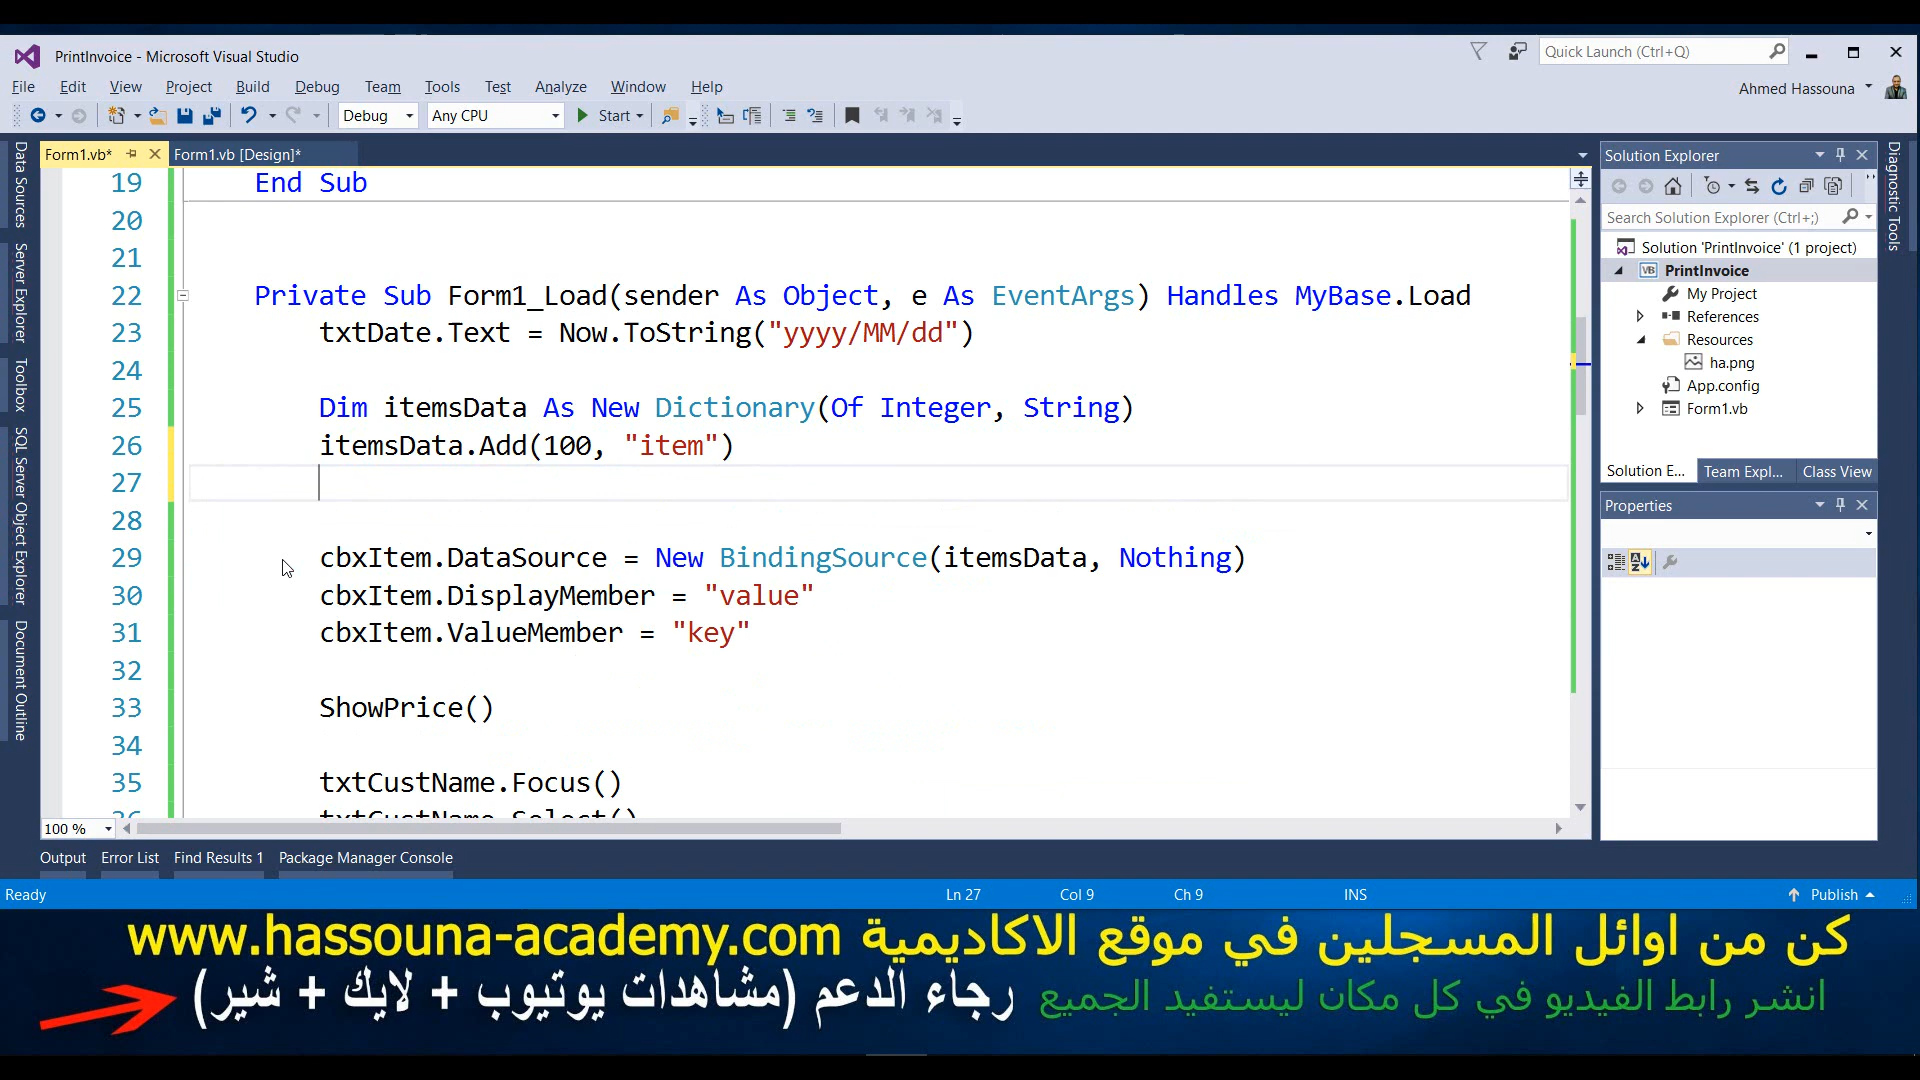 PrintInvoice - Microsoft Visual Studio
Quick Launch (Ctrl+Q)
File Edit View Project Build Debug Team Tools Test Analyze Window Help
Ahmed Hassouna
Debug Any CPU Start
Form1.vb* Form1.vb [Design]*
Data Sources
Server Explorer
Toolbox
SQL Server Object Explorer
Document Outline
19 End Sub
20
21
22 Private Sub Form1_Load(sender As Object, e As EventArgs) Handles MyBase.Load
23 txtDate.Text = Now.ToString("yyyy/MM/dd")
24
25 Dim itemsData As New Dictionary(Of Integer, String)
26 itemsData.Add(100, "item")
27
28
29 cbxItem.DataSource = New BindingSource(itemsData, Nothing)
30 cbxItem.DisplayMember = "value"
31 cbxItem.ValueMember = "key"
32
33 ShowPrice()
34
35 txtCustName.Focus()
36 txtCustName.Select()
100 %
Solution Explorer
Search Solution Explorer (Ctrl+;)
Solution 'PrintInvoice' (1 project)
VB PrintInvoice
My Project
References
Resources
ha.png
App.config
Form1.vb
Solution E... Team Expl... Class View
Properties
Diagnostic Tools
Output Error List Find Results 1 Package Manager Console
Ready Ln 27 Col 9 Ch 9 INS Publish
كن من اوائل المسجلين في موقع الاكاديمية www.hassouna-academy.com
انشر رابط الفيديو في كل مكان ليستفيد الجميع رجاء الدعم (مشاهدات يوتيوب + لايك + شير)